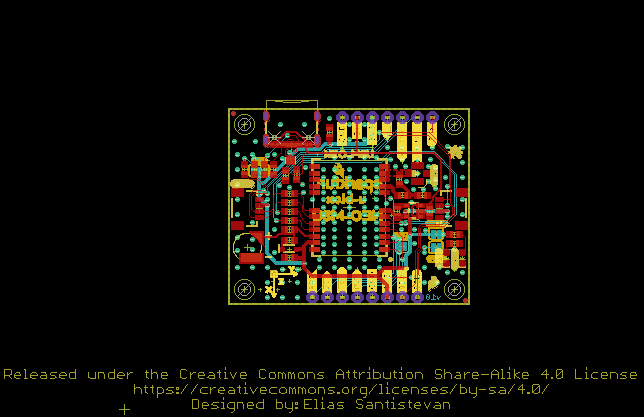 v10
Released under the Creative Commons Attribution Share-Alike 4.0 License
https://creativecommons.org/licenses/by-sa/4.0/
Designed by: Elias Santistevan